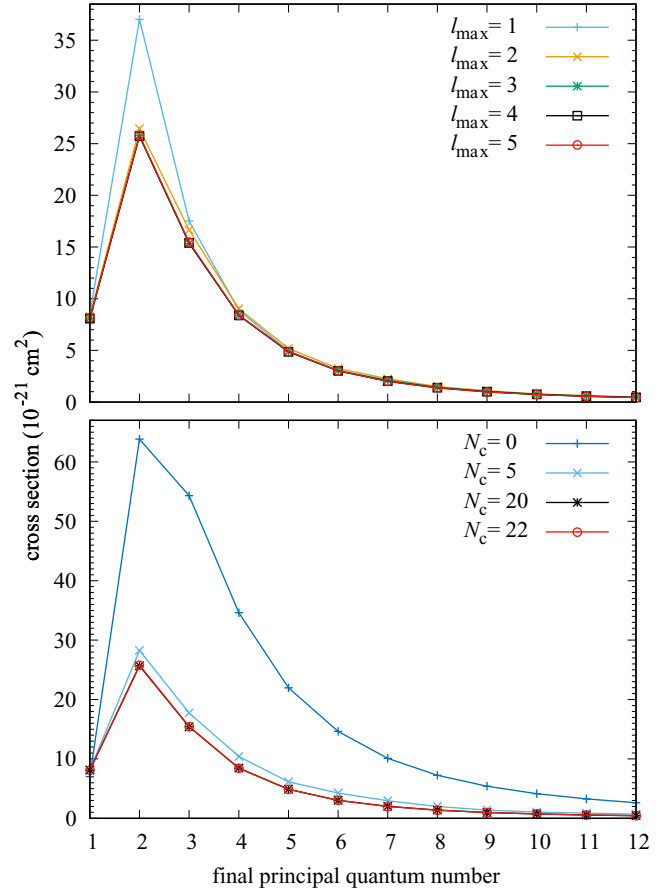 35
30
25
20
15
10
5
0
l_max = 1
l_max = 2
l_max = 3
l_max = 4
l_max = 5
cross section (10⁻²¹ cm²)
60
50
40
30
20
10
0
N_c = 0
N_c = 5
N_c = 20
N_c = 22
1 2 3 4 5 6 7 8 9 10 11 12
final principal quantum number